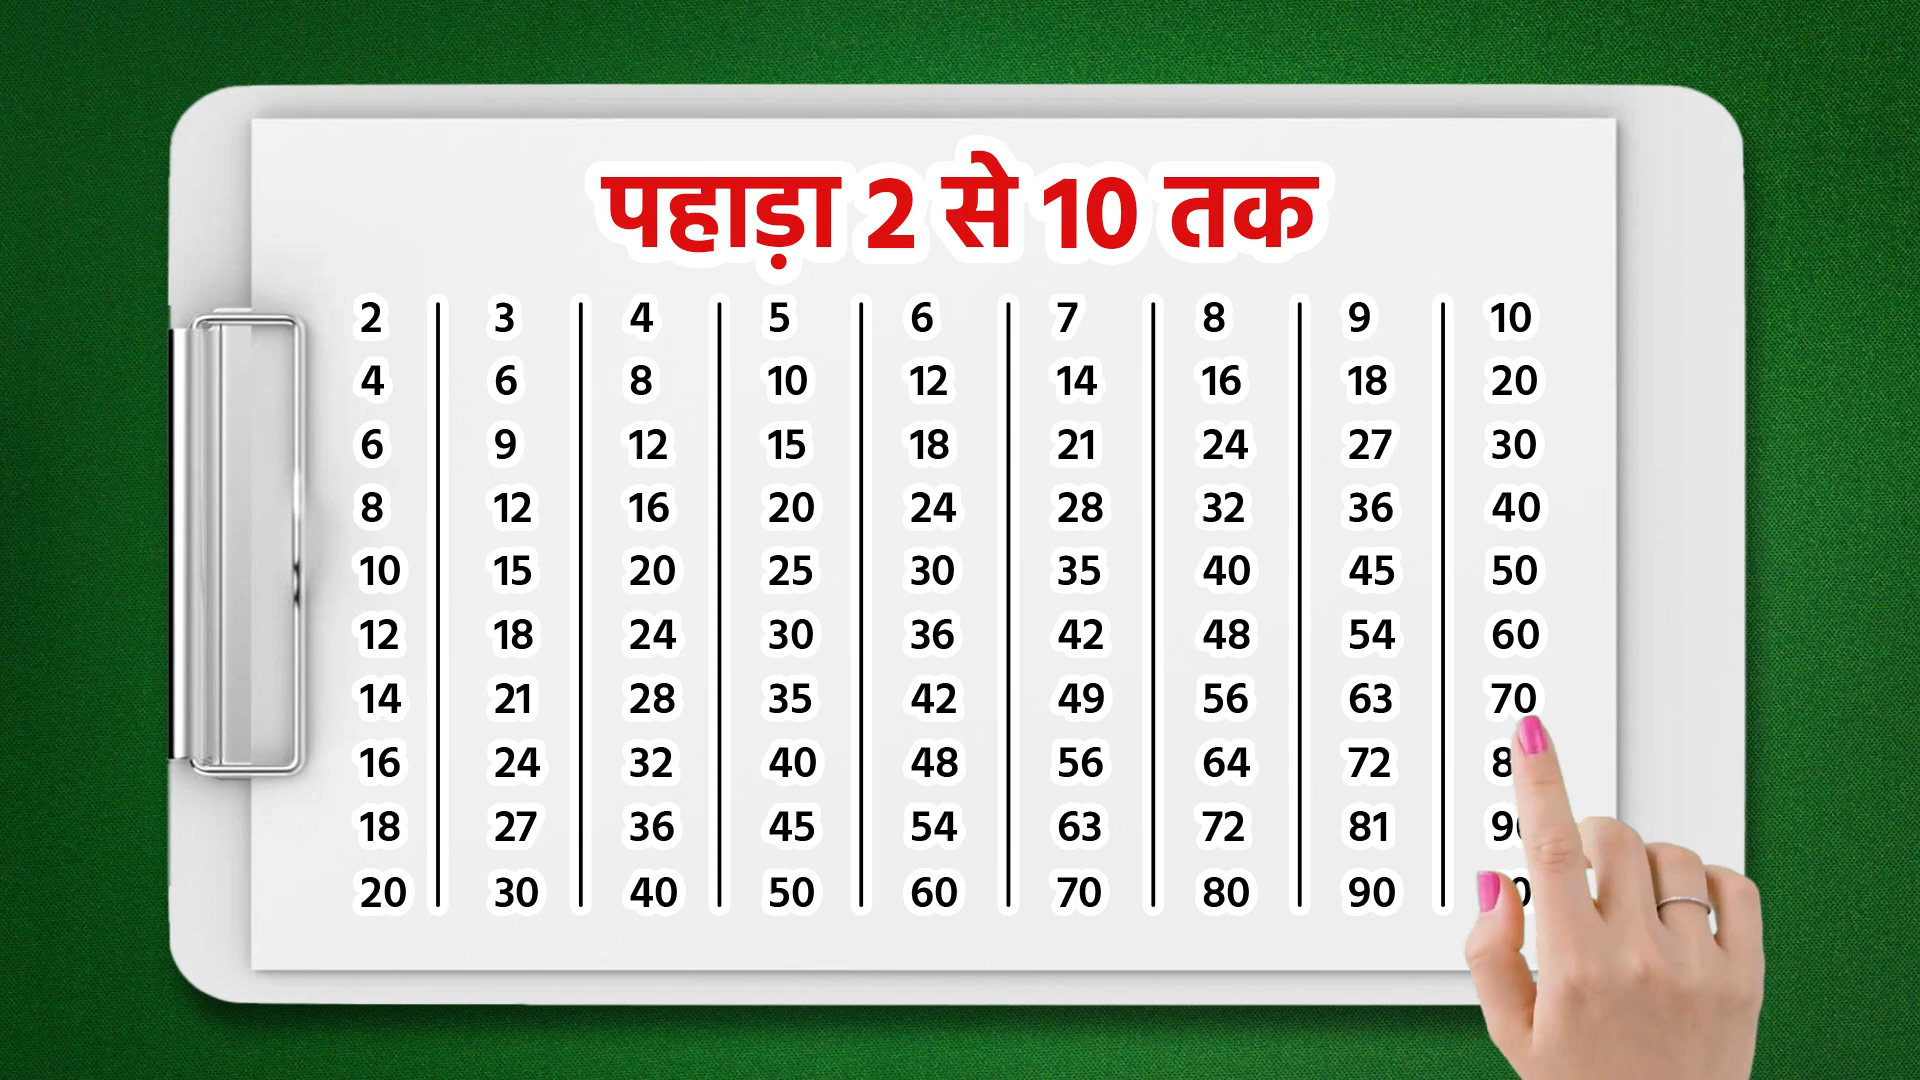 पहाड़ा 2 से 10 तक
2 3 4 5 6 7 8 9 10
4 6 8 10 12 14 16 18 20
6 9 12 15 18 21 24 27 30
8 12 16 20 24 28 32 36 40
10 15 20 25 30 35 40 45 50
12 18 24 30 36 42 48 54 60
14 21 28 35 42 49 56 63 70
16 24 32 40 48 56 64 72
18 27 36 45 54 63 72 81
20 30 40 50 60 70 80 90